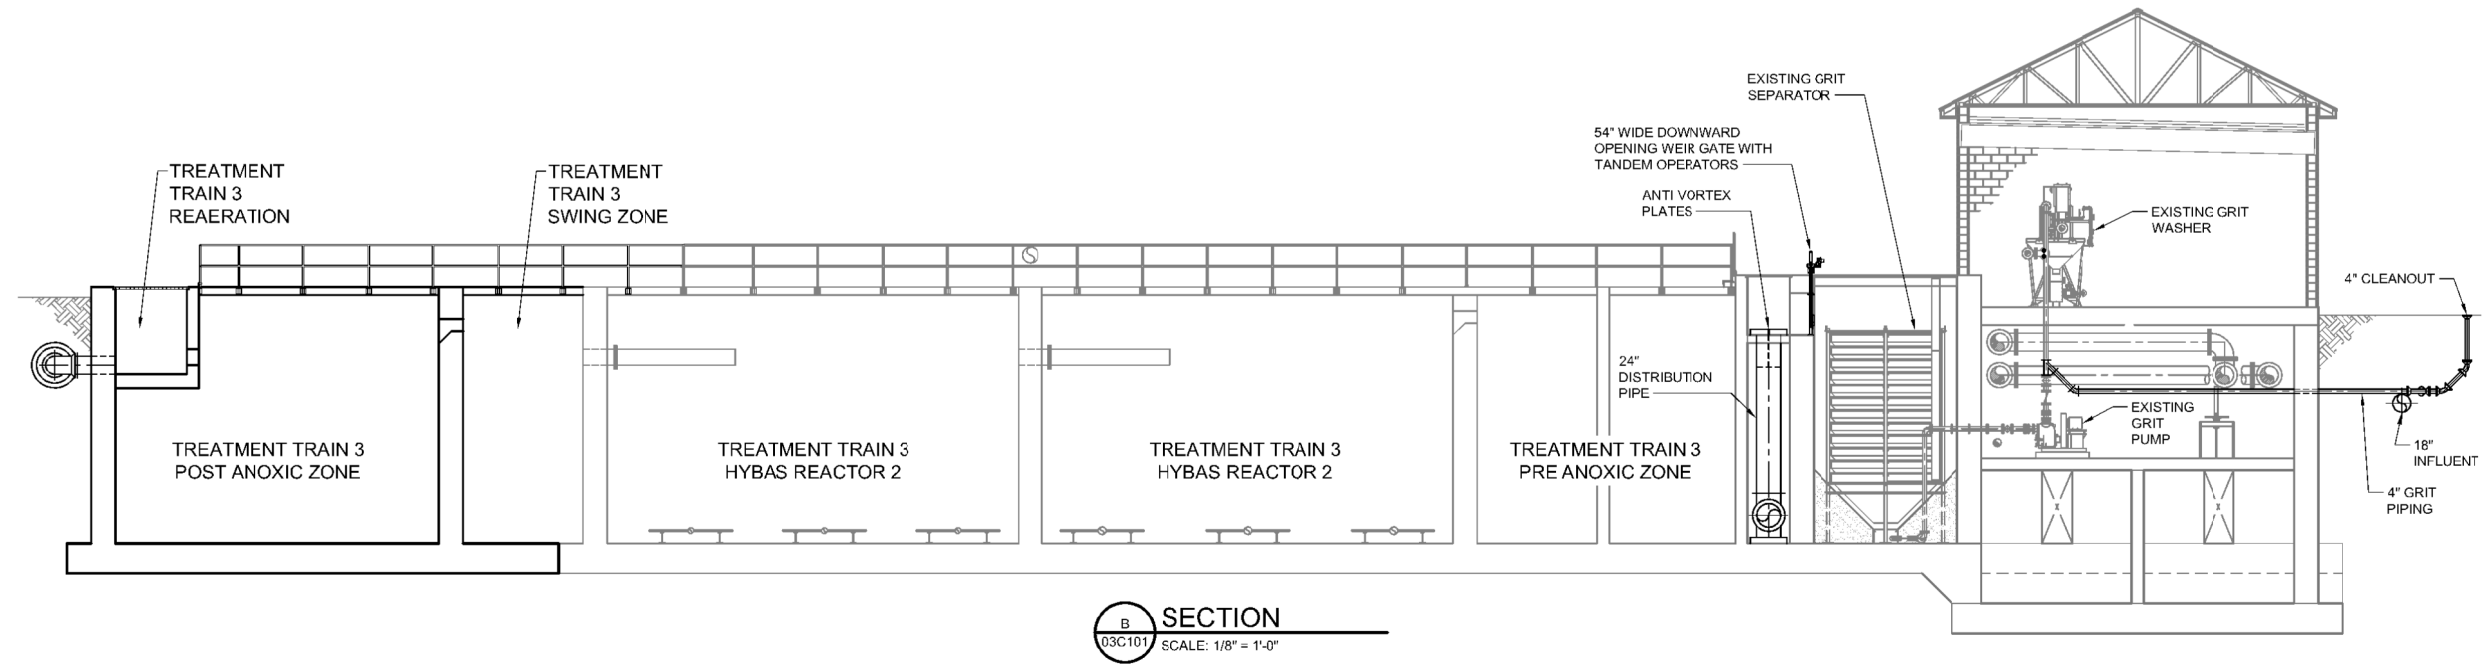 EXISTING GRIT
SEPARATOR
54" WIDE DOWNWARD
OPENING WEIR GATE WITH
TANDEM OPERATORS
TREATMENT
TRAIN 3
REAERATION
TREATMENT
TRAIN 3
SWING ZONE
ANTI VORTEX
PLATES
EXISTING GRIT
WASHER
4" CLEANOUT
24"
DISTRIBUTION
PIPE
EXISTING
GRIT
PUMP
TREATMENT TRAIN 3
POST ANOXIC ZONE
TREATMENT TRAIN 3
HYBAS REACTOR 2
TREATMENT TRAIN 3
HYBAS REACTOR 2
TREATMENT TRAIN 3
PRE ANOXIC ZONE
18"
INFLUENT
4" GRIT
PIPING
B
03C101
SECTION
SCALE: 1/8" = 1'-0"